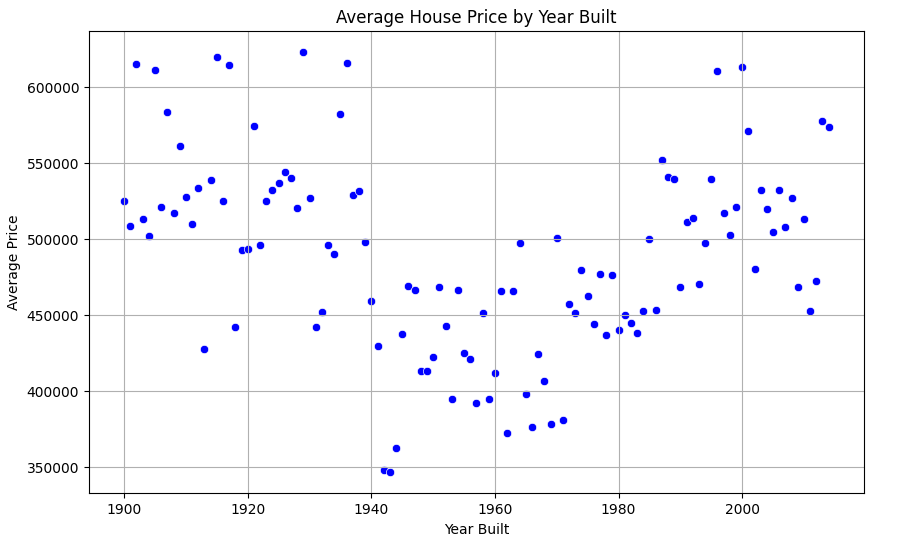 Average House Price by Year Built
600000
550000
500000
450000
400000
350000
Average Price
1900 1920 1940 1960 1980 2000
Year Built